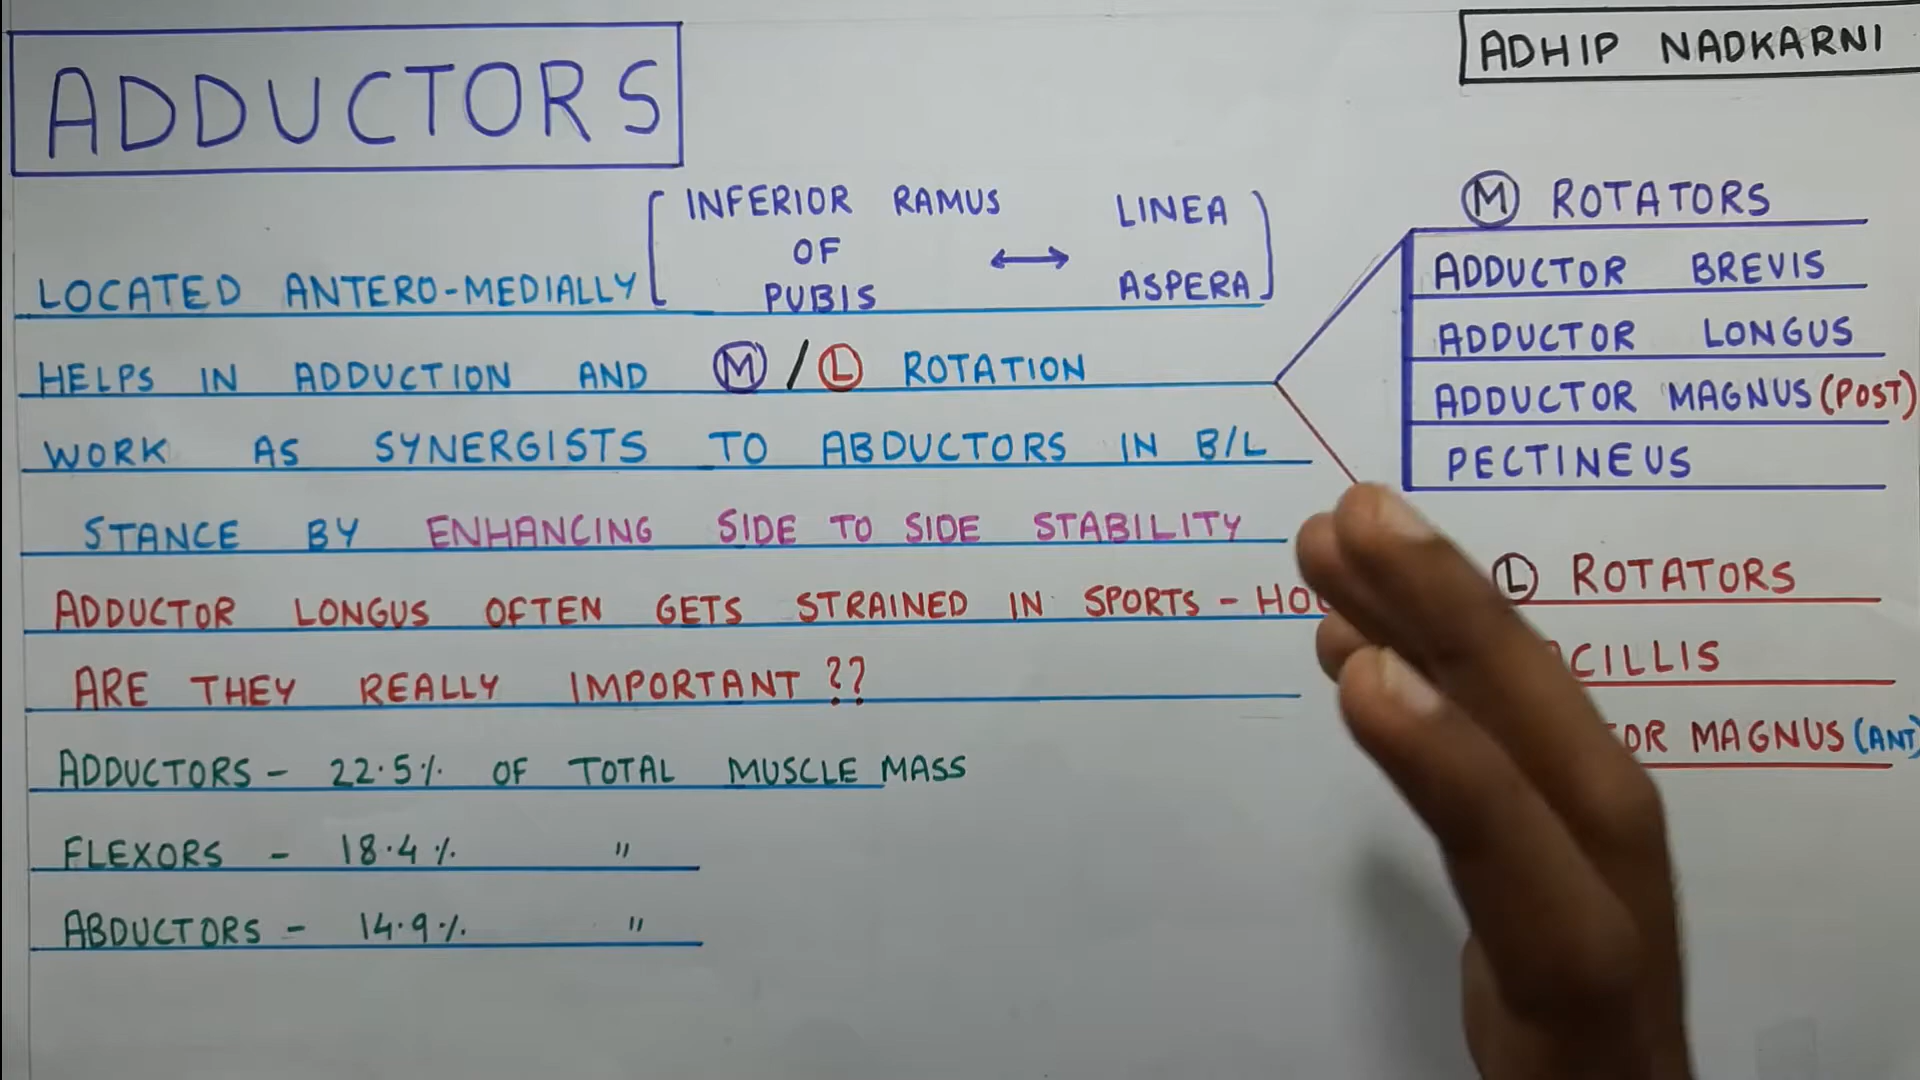 ADDUCTORS
ADHIP NADKARNI
LOCATED ANTERO-MEDIALLY [INFERIOR RAMUS OF PUBIS ↔ LINEA ASPERA]
HELPS IN ADDUCTION AND Ⓜ / Ⓛ ROTATION
WORK AS SYNERGISTS TO ABDUCTORS IN B/L
STANCE BY ENHANCING SIDE TO SIDE STABILITY
ADDUCTOR LONGUS OFTEN GETS STRAINED IN SPORTS -
ARE THEY REALLY IMPORTANT ??
ADDUCTORS - 22.5% OF TOTAL MUSCLE MASS
FLEXORS - 18.4% "
ABDUCTORS - 14.9% "
Ⓜ ROTATORS
ADDUCTOR BREVIS
ADDUCTOR LONGUS
ADDUCTOR MAGNUS (POST)
PECTINEUS
Ⓛ ROTATORS
CILLIS
OR MAGNUS (ANT)